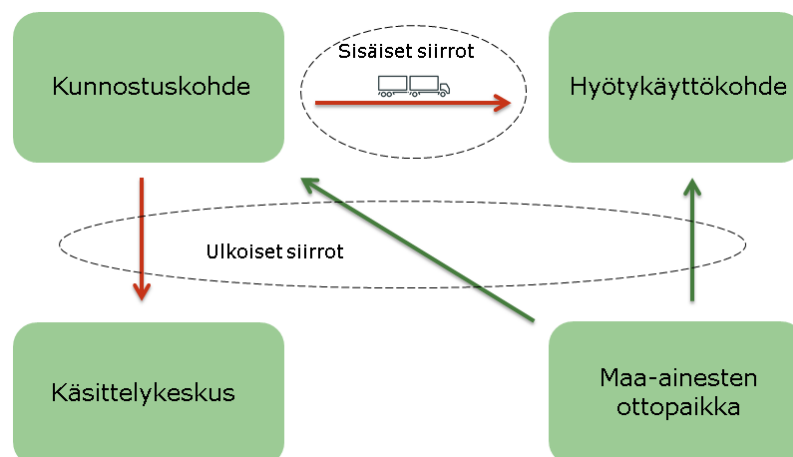 Sisäiset siirrot
Kunnostuskohde
Hyötykäyttökohde
Ulkoiset siirrot
Käsittelykeskus
Maa-ainesten
ottopaikka